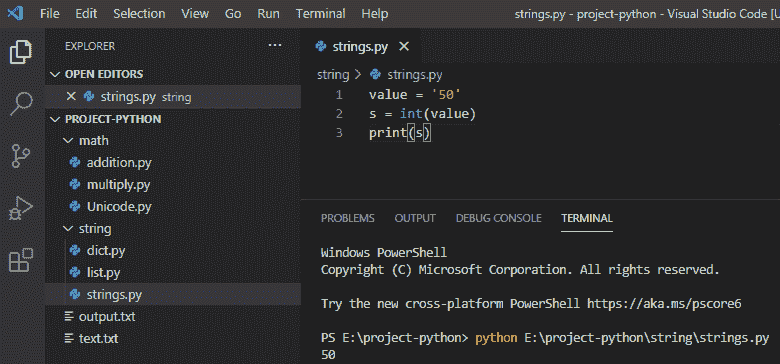 File Edit Selection View Go Run Terminal Help strings.py - project-python - Visual Studio Code [U
EXPLORER
OPEN EDITORS
strings.py string
PROJECT-PYTHON
math
addition.py
multiply.py
Unicode.py
string
dict.py
list.py
strings.py
output.txt
text.txt
strings.py
string > strings.py
1 value = '50'
2 s = int(value)
3 print(s)
PROBLEMS OUTPUT DEBUG CONSOLE TERMINAL
Windows PowerShell
Copyright (C) Microsoft Corporation. All rights reserved.
Try the new cross-platform PowerShell https://aka.ms/pscore6
PS E:\project-python> python E:\project-python\string\strings.py
50